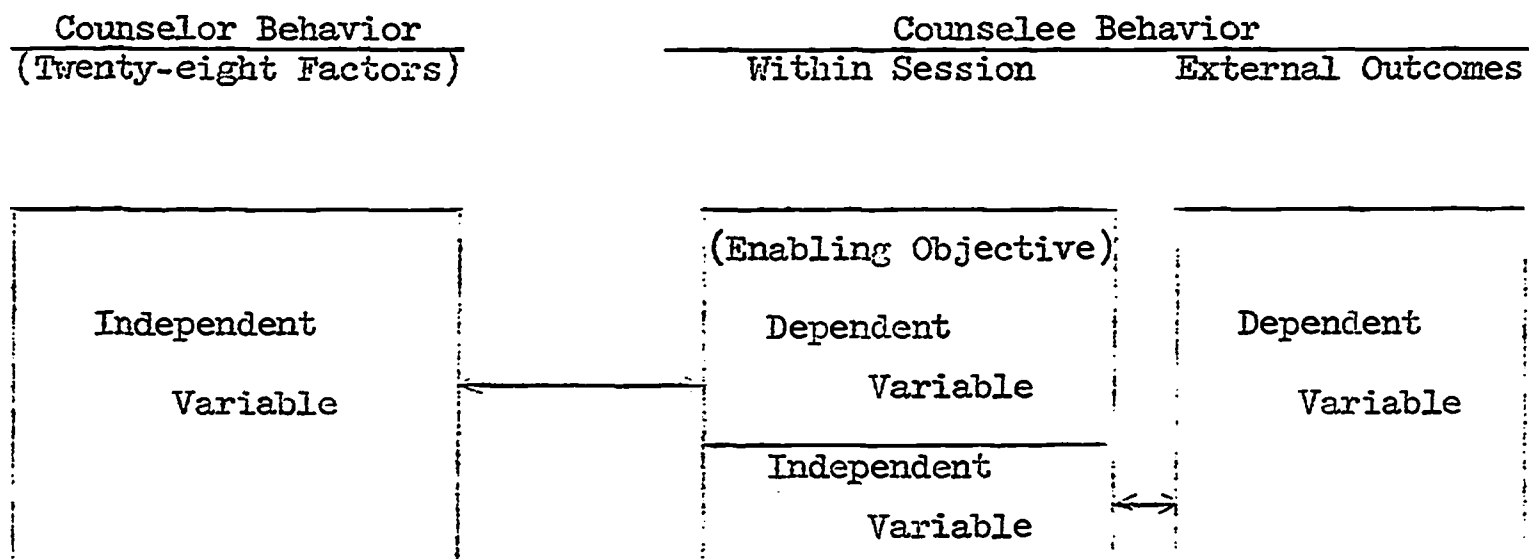 Counselor Behavior
(Twenty-eight Factors)
Counselee Behavior
Within Session
External Outcomes
Independent
Variable
(Enabling Objective)
Dependent
Variable
Independent
Variable
Dependent
Variable